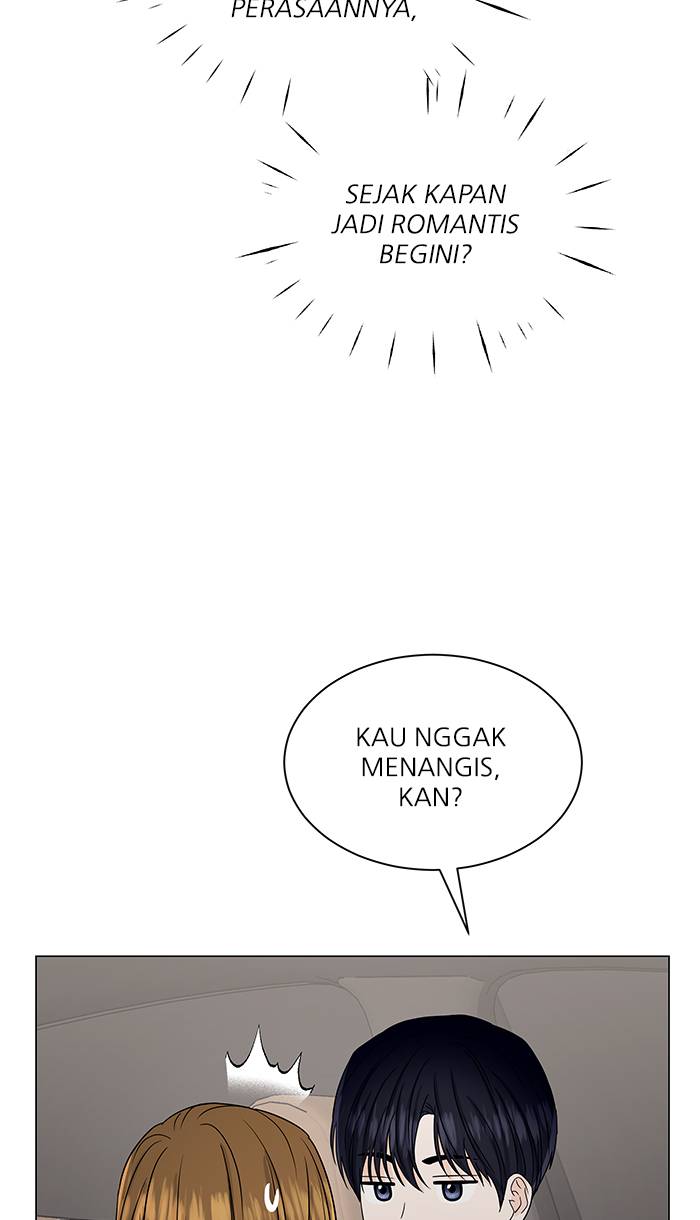 PERASAANNYA,
SEJAK KAPAN
JADI ROMANTIS
BEGINI?
KAU NGGAK
MENANGIS,
KAN?